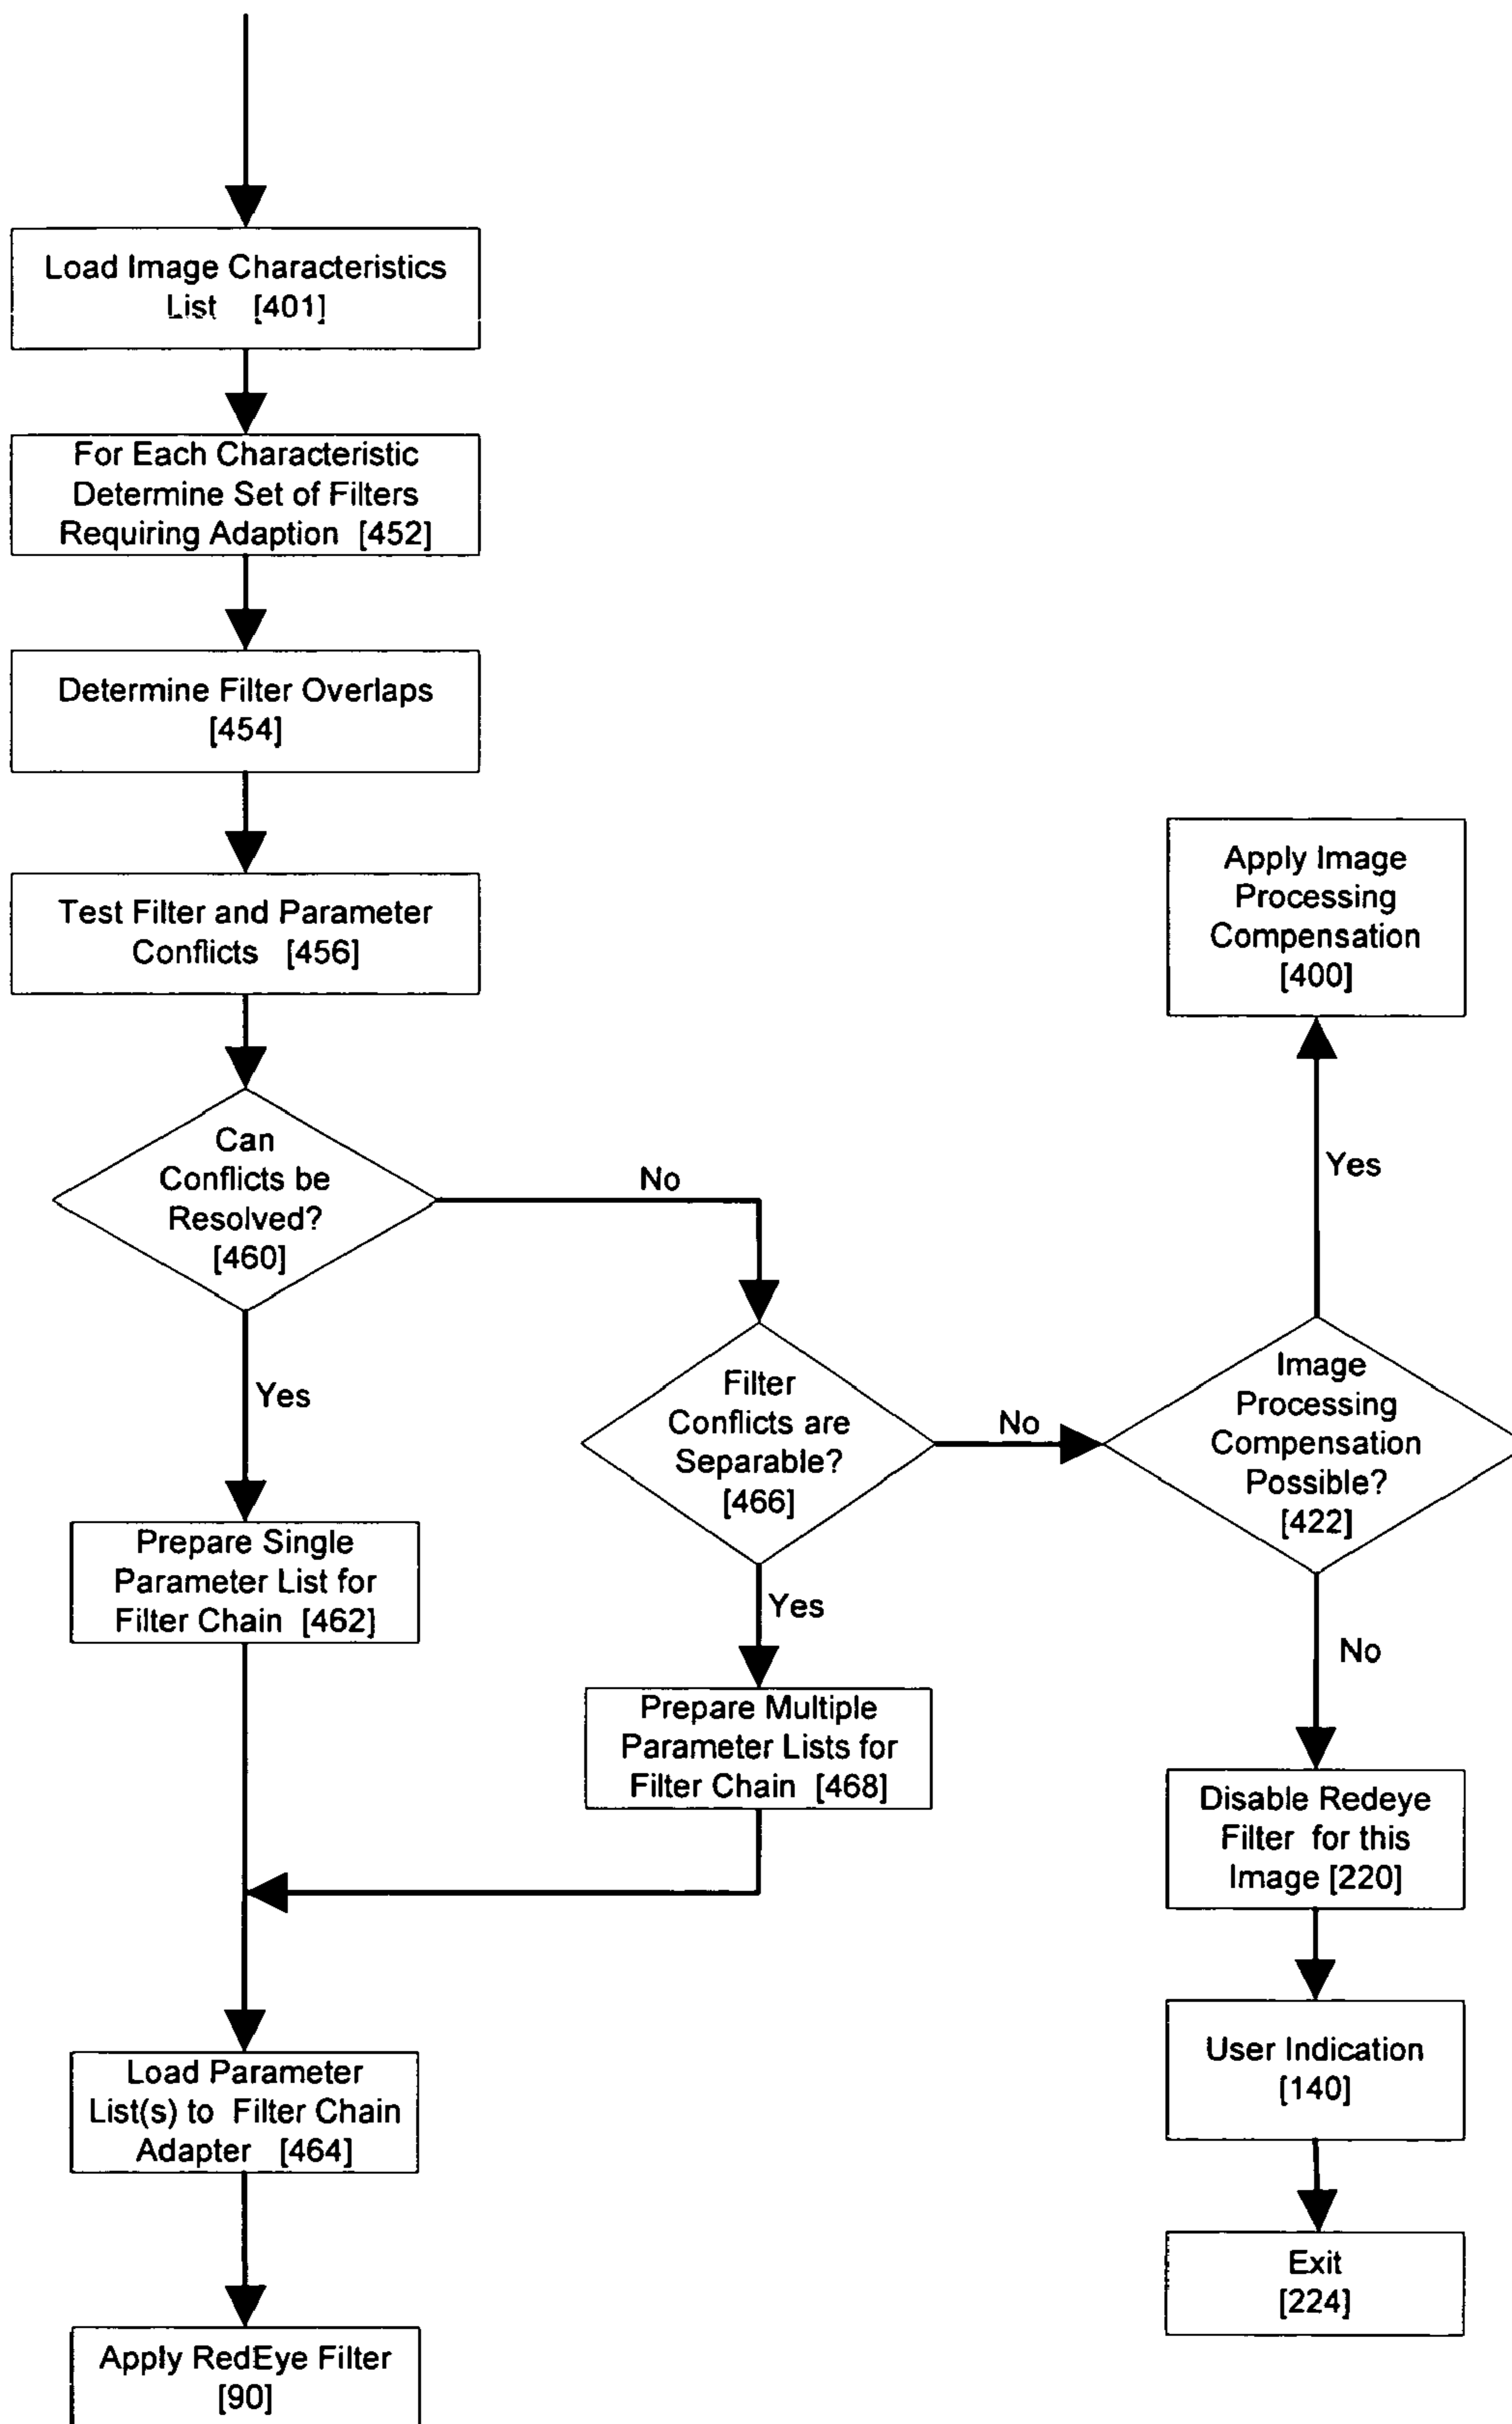 Load Image Characteristics
List [401]
For Each Characteristic
Determine Set of Filters
Requiring Adaption [452]
Determine Filter Overlaps
[454]
Test Filter and Parameter
Conflicts [456]
Can
Conflicts be
Resolved?
[460]
No
Yes
Filter
Conflicts are
Separable?
[466]
No
Yes
Image
Processing
Compensation
Possible?
[422]
Yes
Apply Image
Processing
Compensation
[400]
No
Prepare Single
Parameter List for
Filter Chain [462]
Prepare Multiple
Parameter Lists for
Filter Chain [468]
Disable Redeye
Filter for this
Image [220]
User Indication
[140]
Exit
[224]
Load Parameter
List(s) to Filter Chain
Adapter [464]
Apply RedEye Filter
[90]